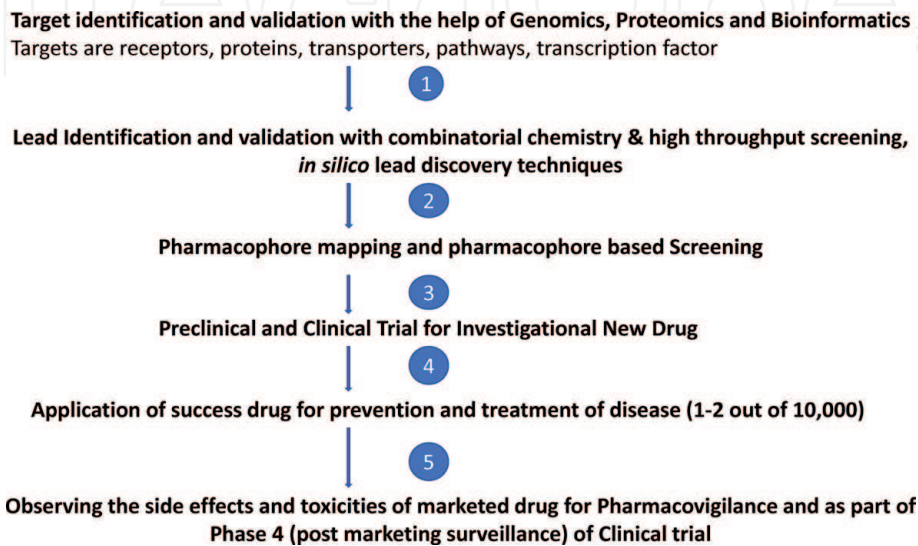 Target identification and validation with the help of Genomics, Proteomics and Bioinformatics
Targets are receptors, proteins, transporters, pathways, transcription factor
1
Lead Identification and validation with combinatorial chemistry & high throughput screening,
in silico lead discovery techniques
2
Pharmacophore mapping and pharmacophore based Screening
3
Preclinical and Clinical Trial for Investigational New Drug
4
Application of success drug for prevention and treatment of disease (1-2 out of 10,000)
5
Observing the side effects and toxicities of marketed drug for Pharmacovigilance and as part of
Phase 4 (post marketing surveillance) of Clinical trial